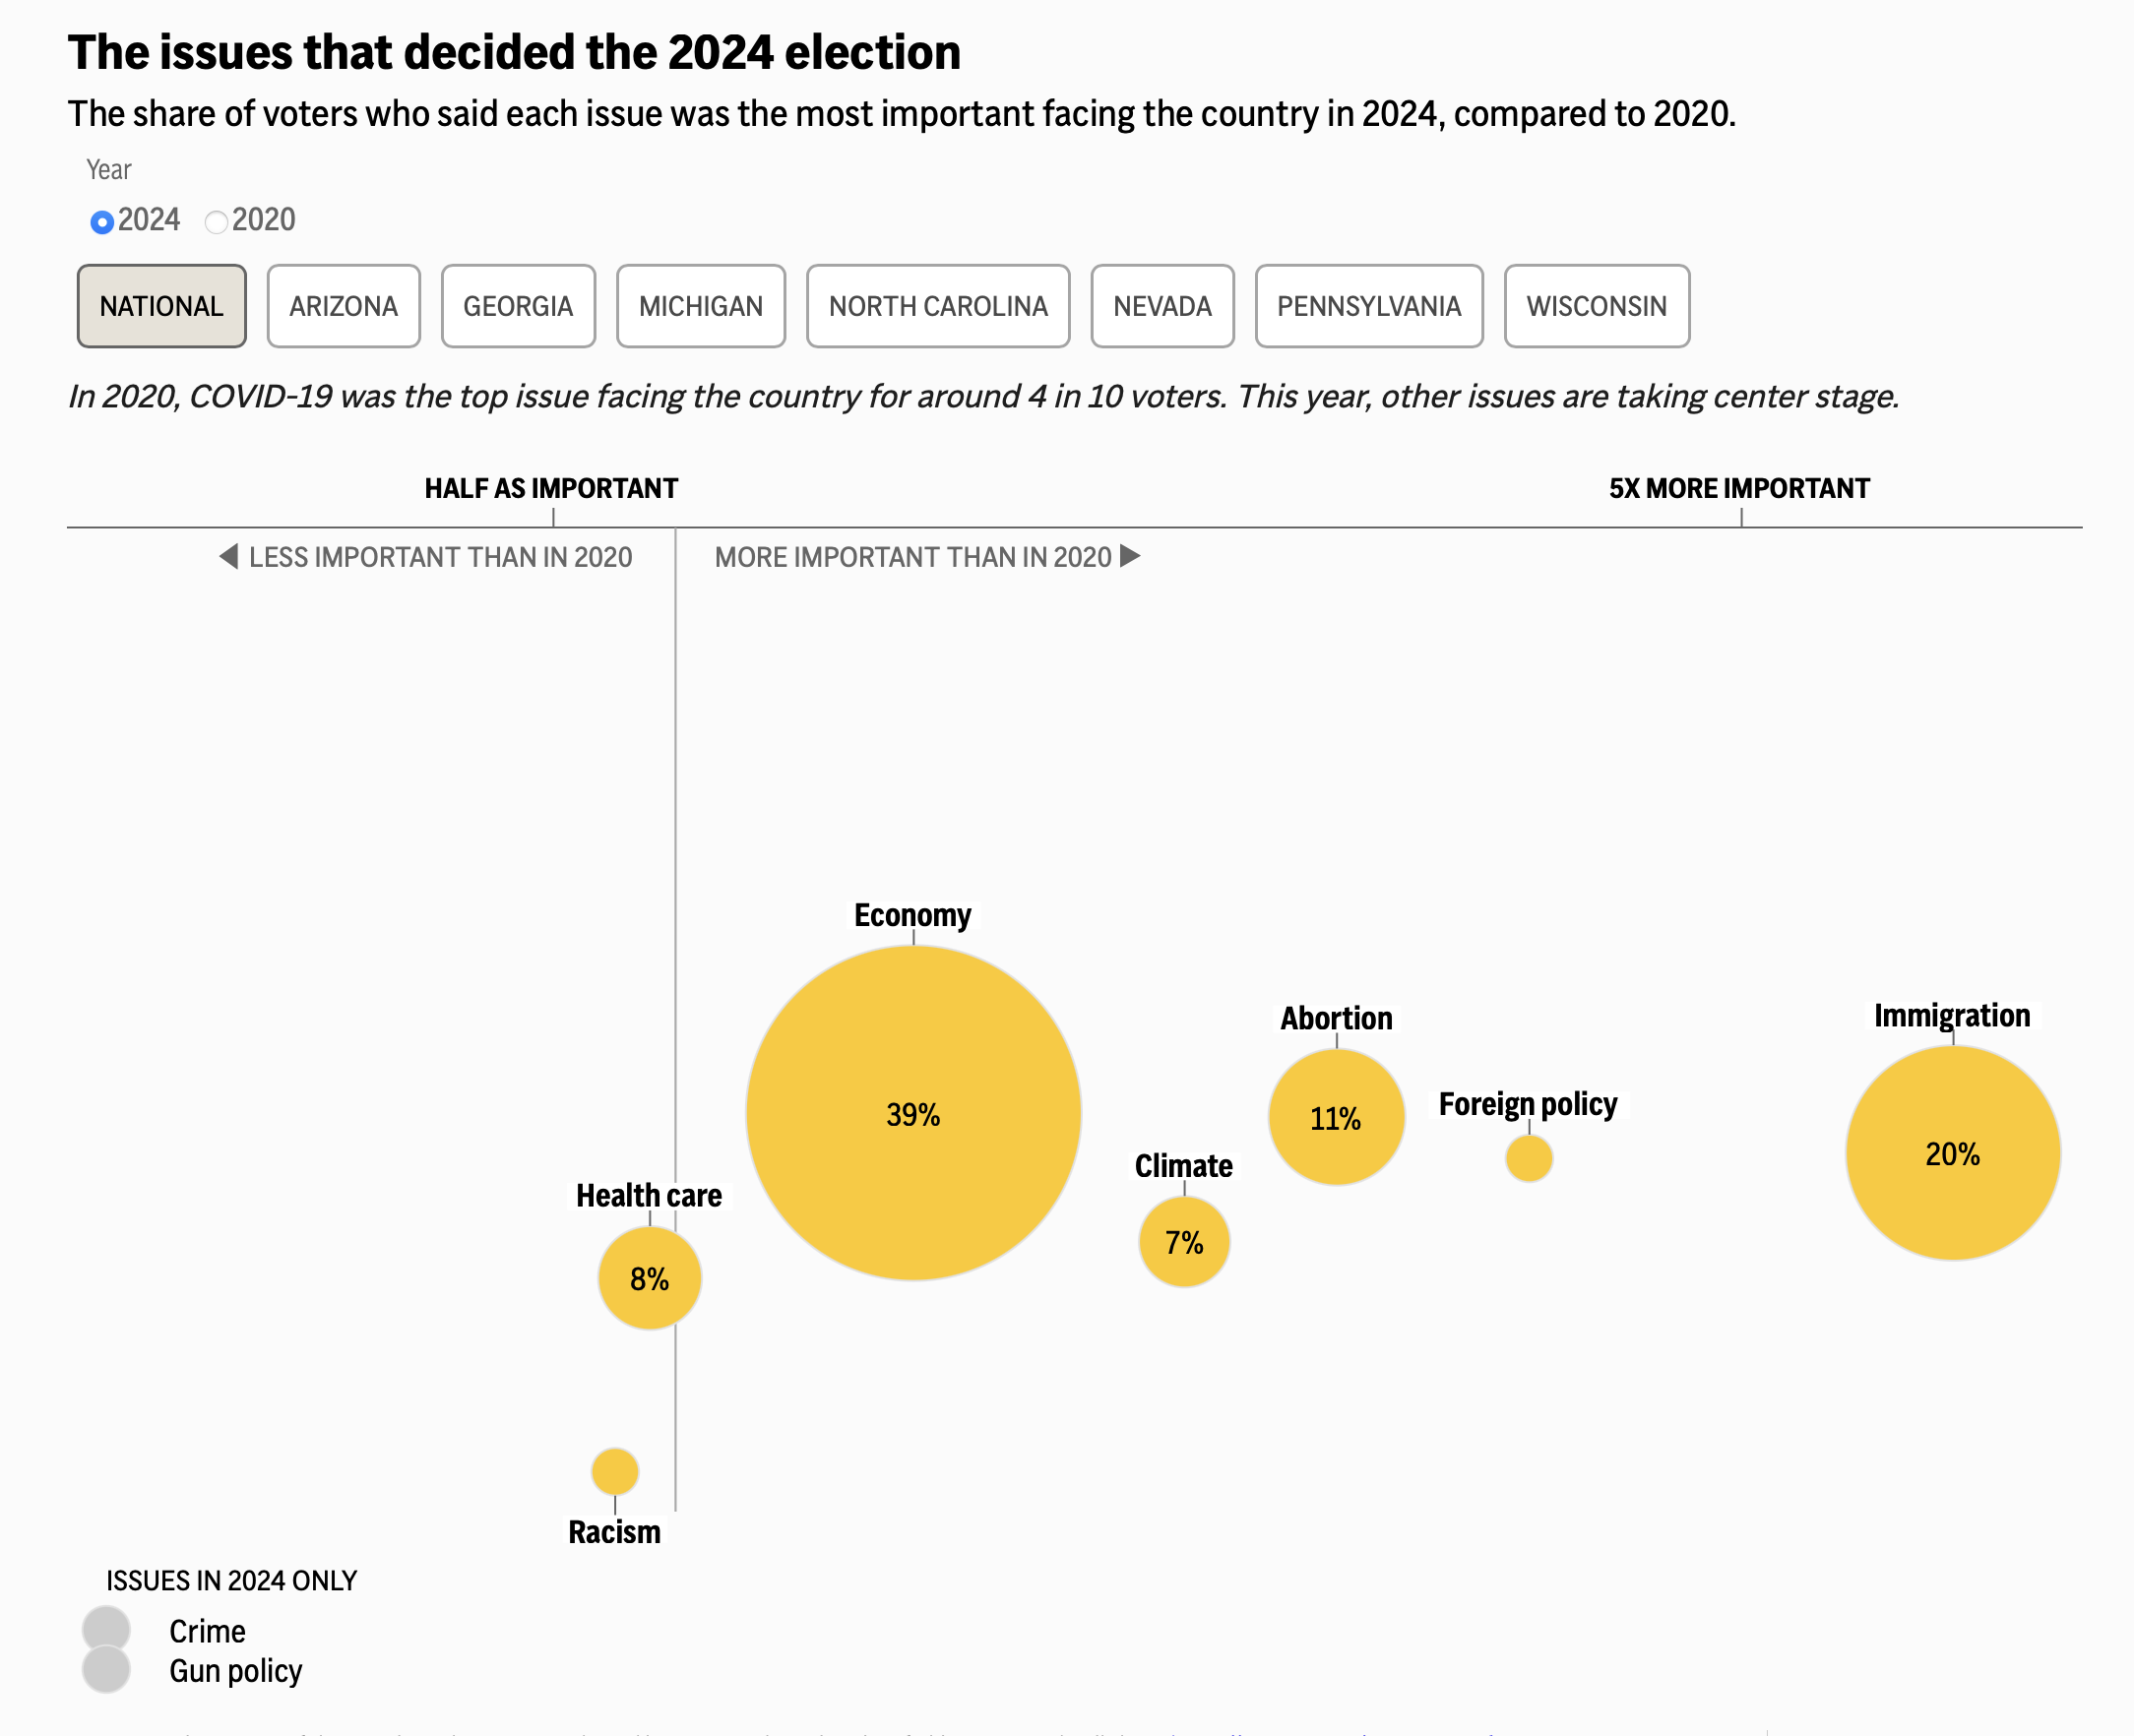 The issues that decided the 2024 election
The share of voters who said each issue was the most important facing the country in 2024, compared to 2020.
Year
2024 2020
NATIONAL ARIZONA GEORGIA MICHIGAN NORTH CAROLINA NEVADA PENNSYLVANIA WISCONSIN
In 2020, COVID-19 was the top issue facing the country for around 4 in 10 voters. This year, other issues are taking center stage.
HALF AS IMPORTANT 5X MORE IMPORTANT
LESS IMPORTANT THAN IN 2020 MORE IMPORTANT THAN IN 2020
Economy
39%
Abortion
11%
Immigration
20%
Foreign policy
Climate
7%
Health care
8%
Racism
ISSUES IN 2024 ONLY
Crime
Gun policy